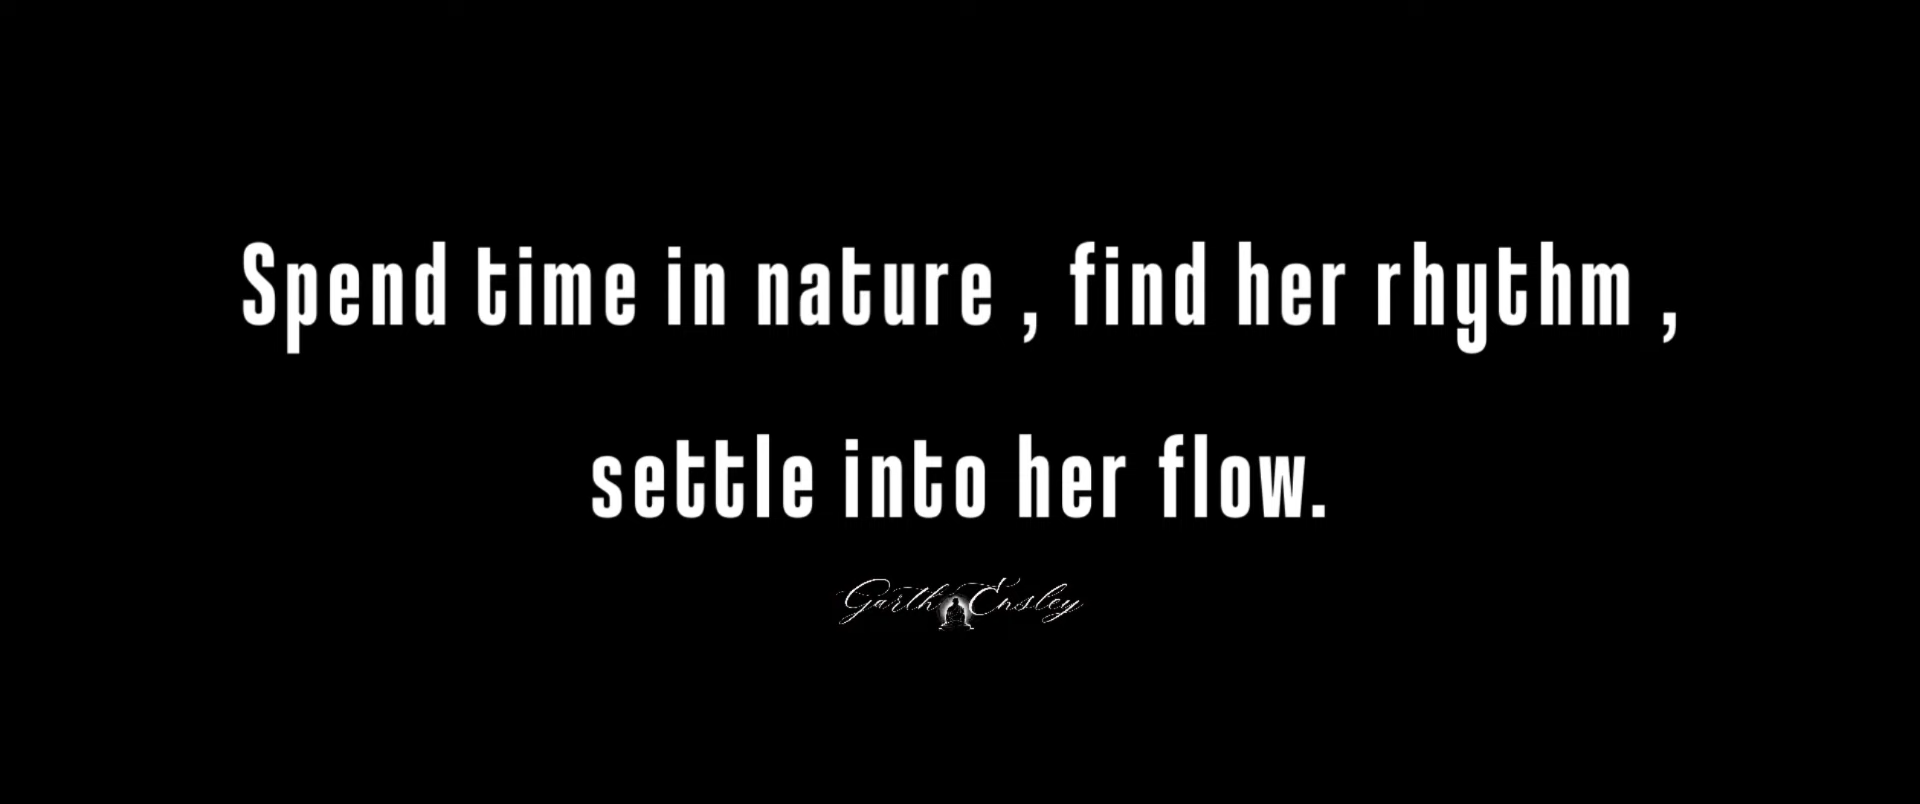 Spend time in nature , find her rhythm ,
settle into her flow.
Garth Ensley